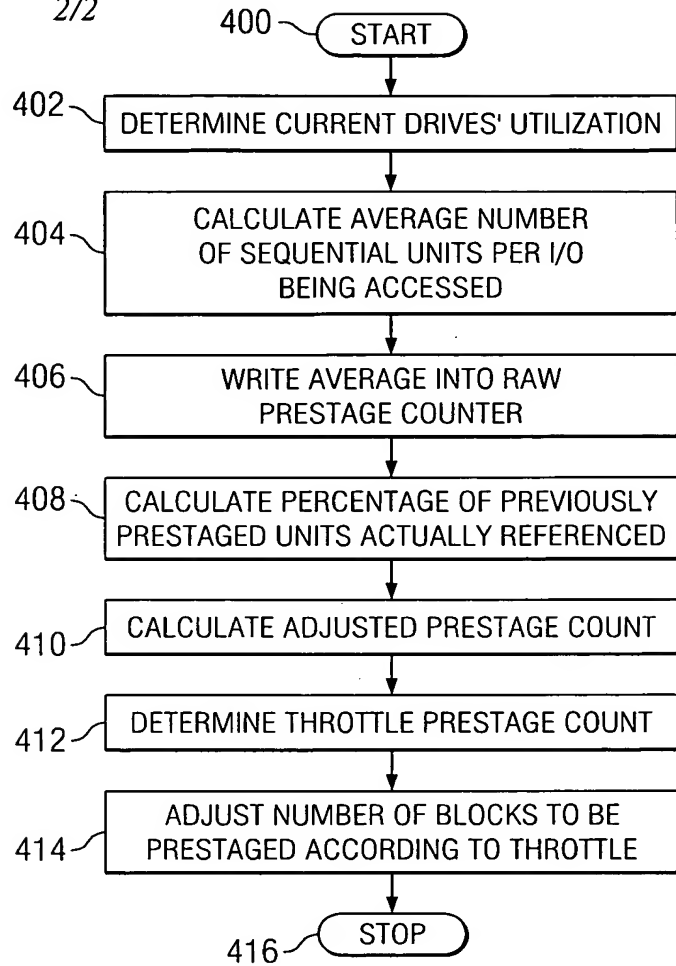 2/2
400
START
402
DETERMINE CURRENT DRIVES' UTILIZATION
404
CALCULATE AVERAGE NUMBER
OF SEQUENTIAL UNITS PER I/O
BEING ACCESSED
406
WRITE AVERAGE INTO RAW
PRESTAGE COUNTER
408
CALCULATE PERCENTAGE OF PREVIOUSLY
PRESTAGED UNITS ACTUALLY REFERENCED
410
CALCULATE ADJUSTED PRESTAGE COUNT
412
DETERMINE THROTTLE PRESTAGE COUNT
414
ADJUST NUMBER OF BLOCKS TO BE
PRESTAGED ACCORDING TO THROTTLE
416
STOP